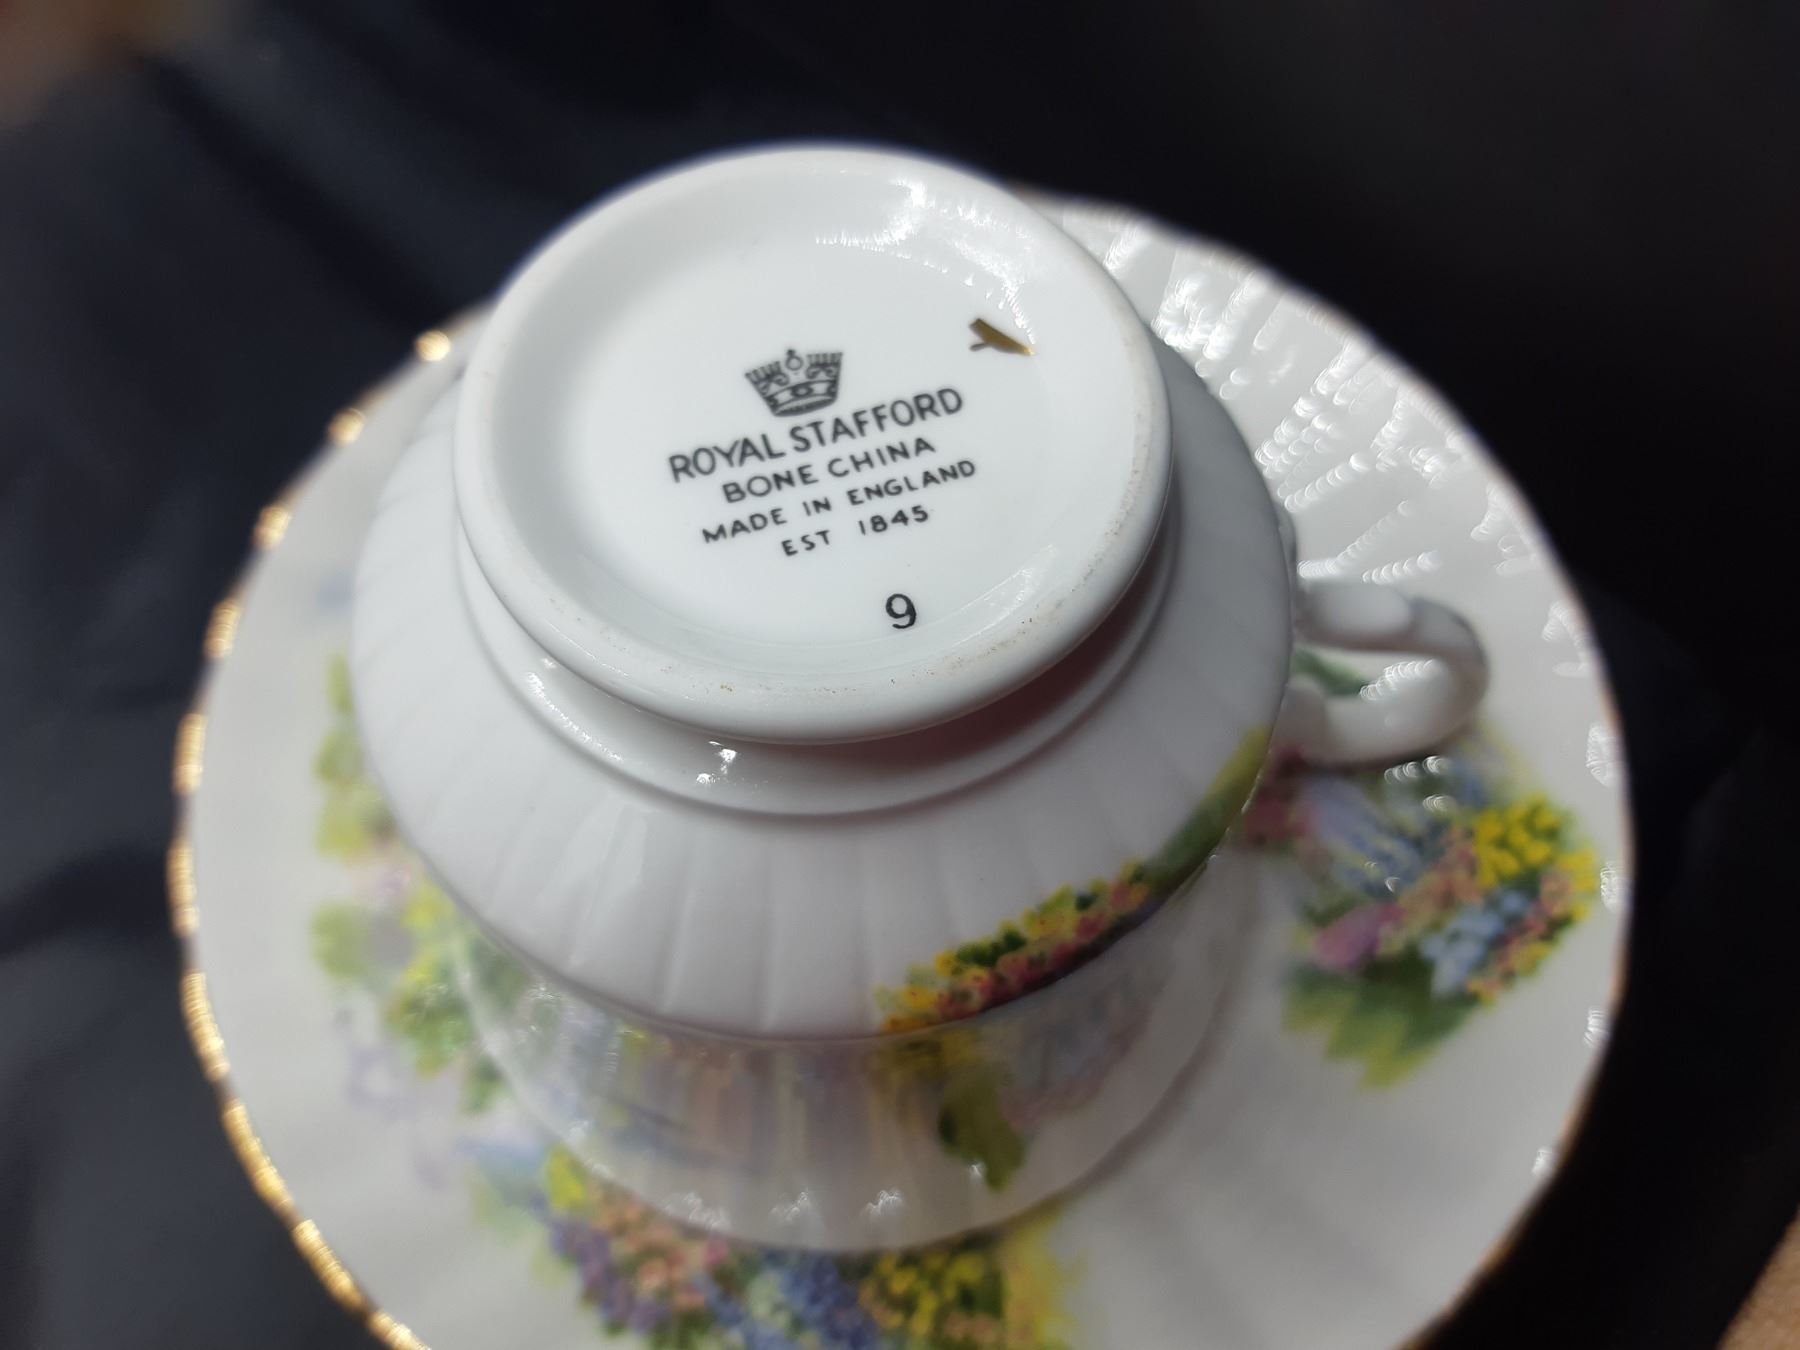 ROYAL STAFFORD
BONE CHINA
MADE IN ENGLAND
EST 1845
9